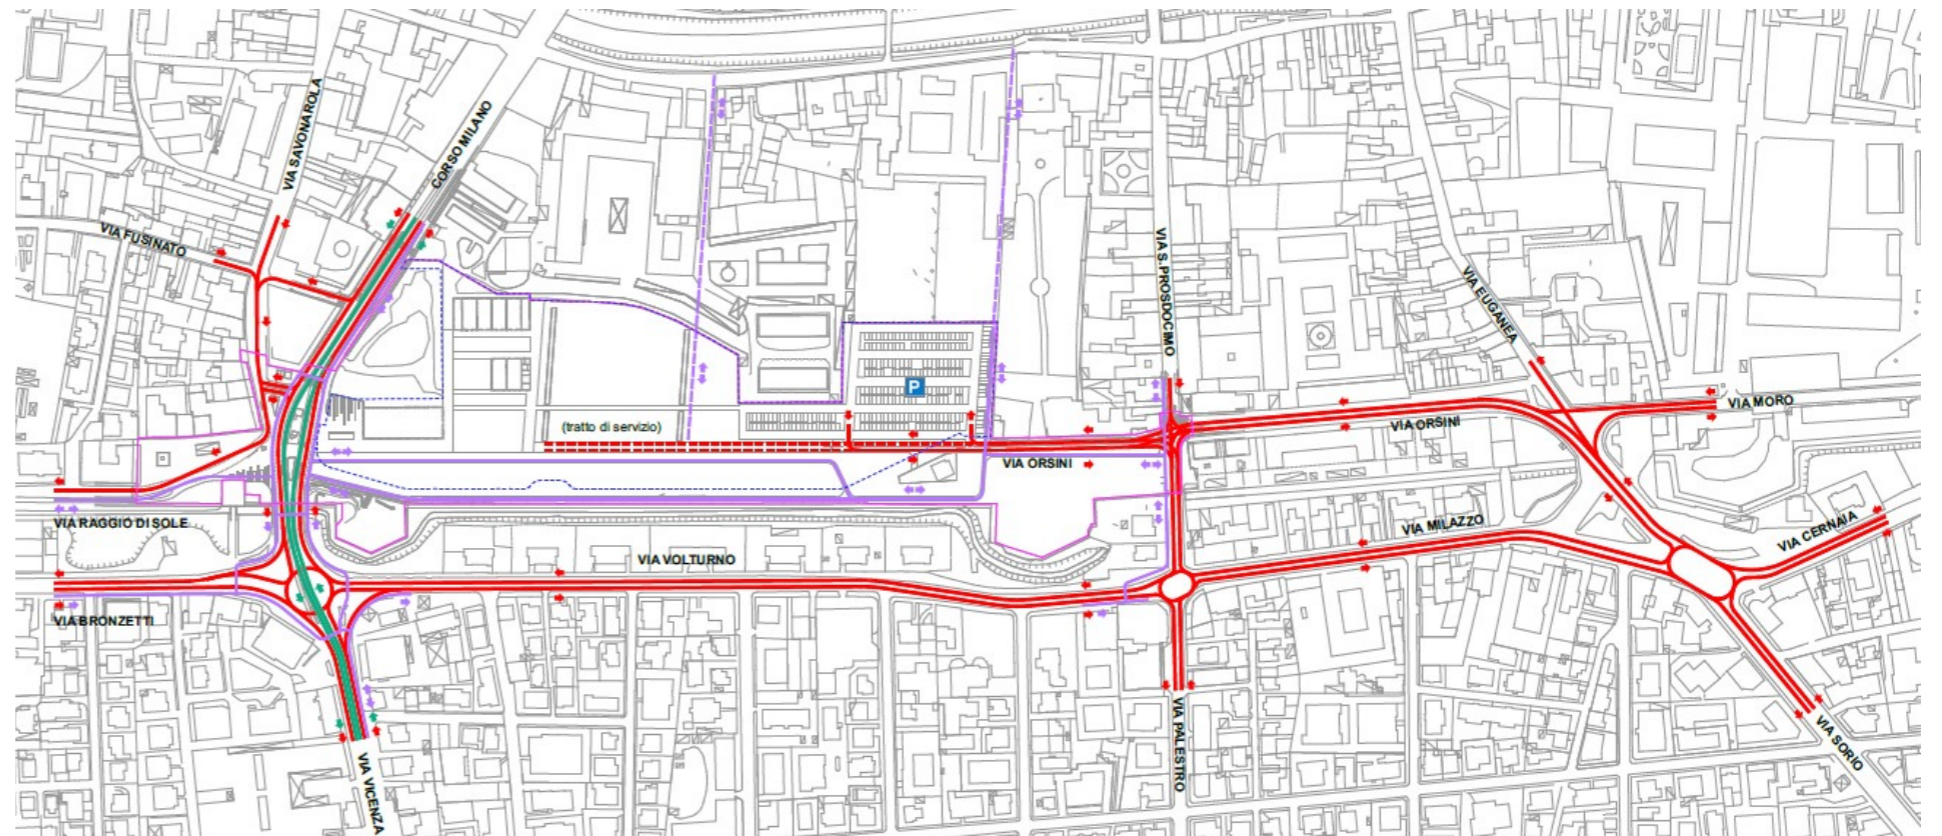 VIA SAVONAROLA
CORSO MILANO
VIA FUSINATO
VIA S.PROSDOCIMO
VIA EUGANEA
P
VIA MORO
(tratto di servizio)
VIA ORSINI
VIA ORSINI
VIA RAGGIO DI SOLE
VIA MILAZZO
VIA CERNAIA
VIA VOLTURNO
VIA BRONZETTI
VIA PALESTRO
VIA SORIO
VIA VICENZA